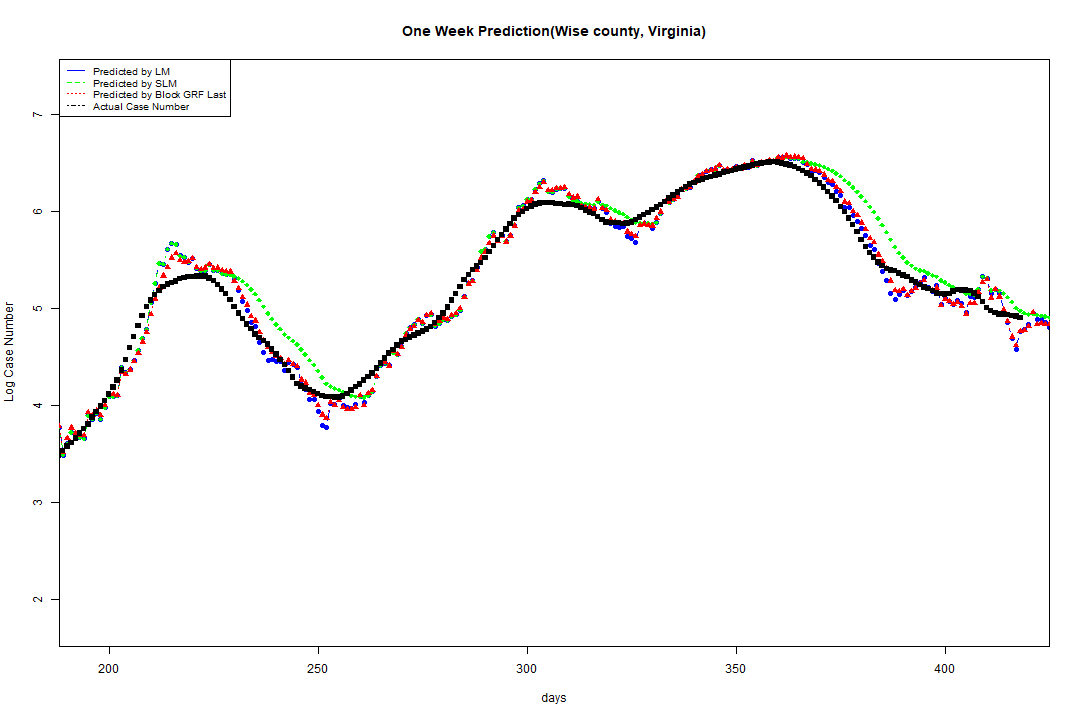 One Week Prediction(Wise county, Virginia)
Predicted by LM
Predicted by SLM
Predicted by Block GRF Last
Actual Case Number
7
6
5
4
3
2
Log Case Number
200 250 300 350 400
days